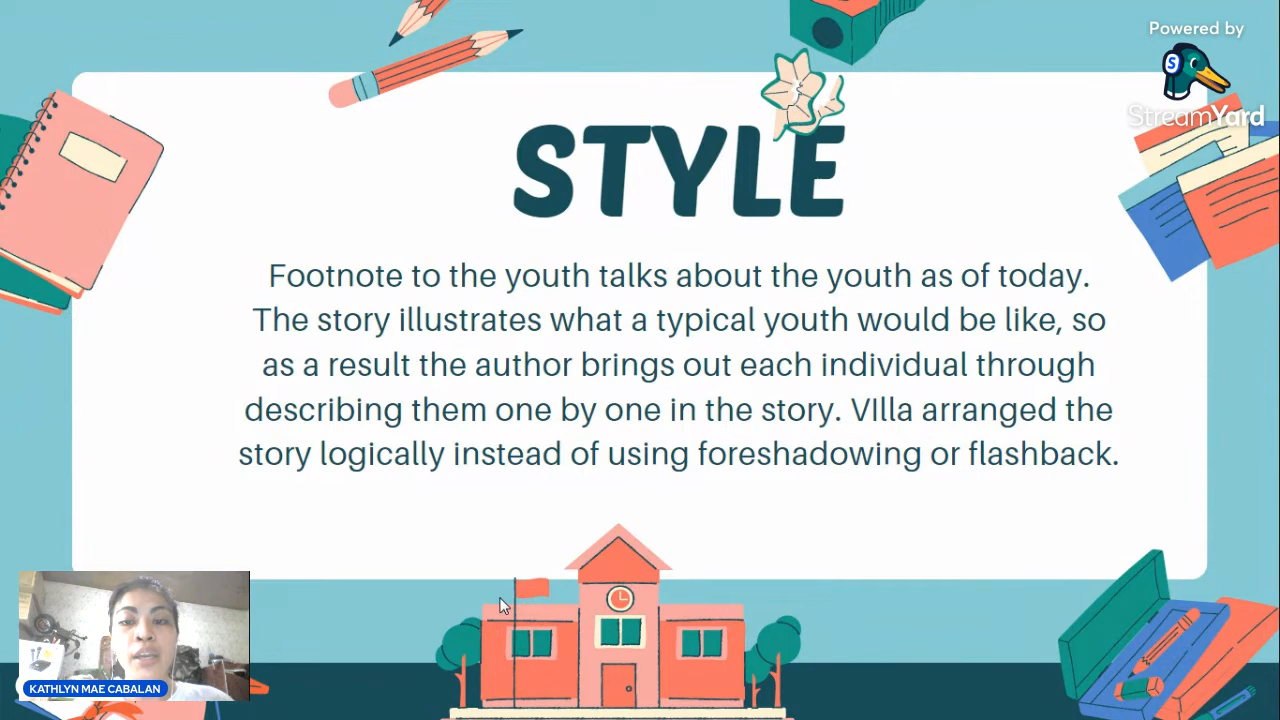 Powered by
S
StreamYard
STYLE
Footnote to the youth talks about the youth as of today.
The story illustrates what a typical youth would be like, so
as a result the author brings out each individual through
describing them one by one in the story. VIlla arranged the
story logically instead of using foreshadowing or flashback.
KATHLYN MAE CABALAN